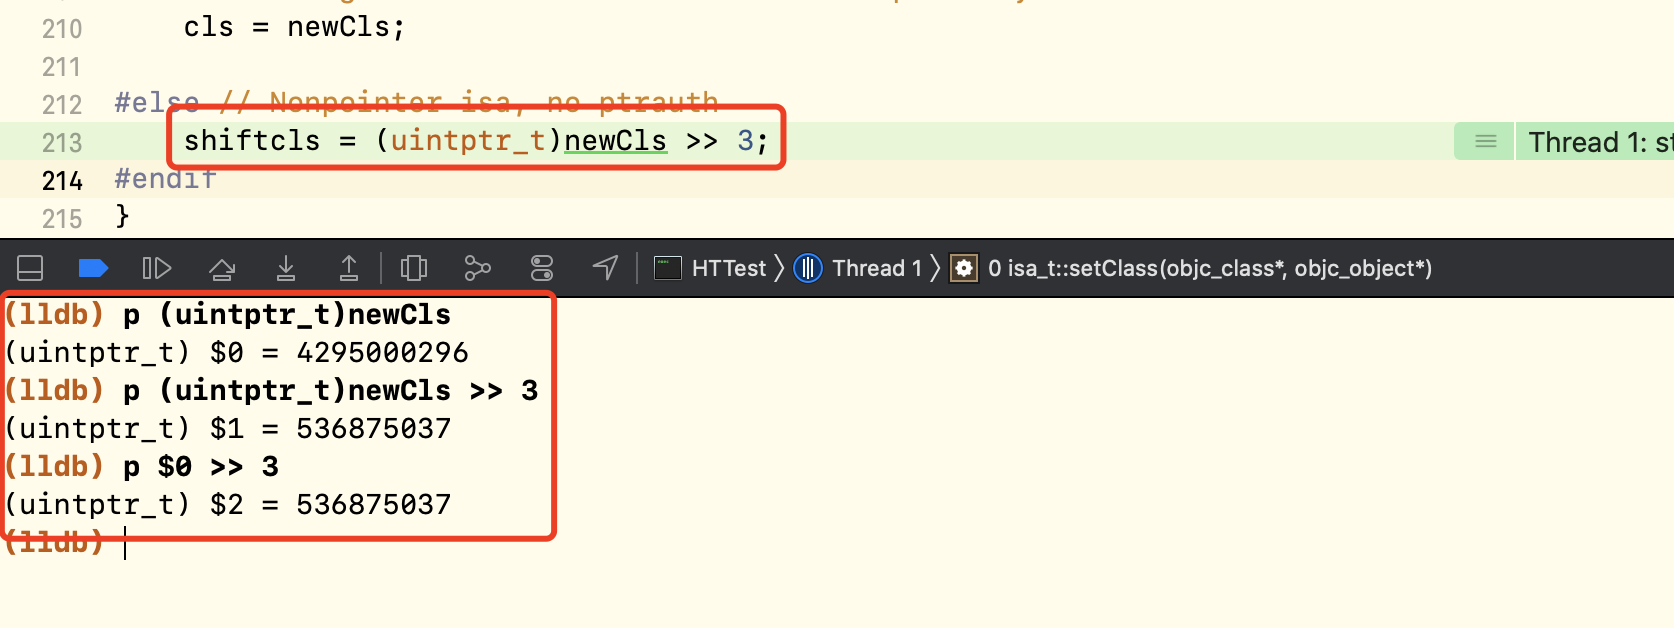 210 cls = newCls;
211
212 #else // Nonpointer isa, no ptrauth
213 shiftcls = (uintptr_t)newCls >> 3; Thread 1: st
214 #endif
215 }
HTTest Thread 1 0 isa_t::setClass(objc_class*, objc_object*)
(lldb) p (uintptr_t)newCls
(uintptr_t) $0 = 4295000296
(lldb) p (uintptr_t)newCls >> 3
(uintptr_t) $1 = 536875037
(lldb) p $0 >> 3
(uintptr_t) $2 = 536875037
(lldb)